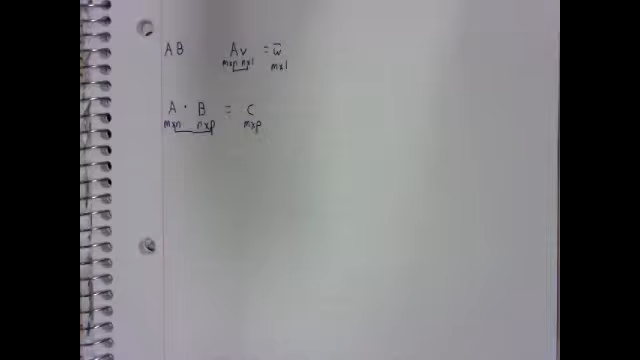 AB Av = w̅
mxn nx1 mx1
A · B = C
mxn nxp mxp